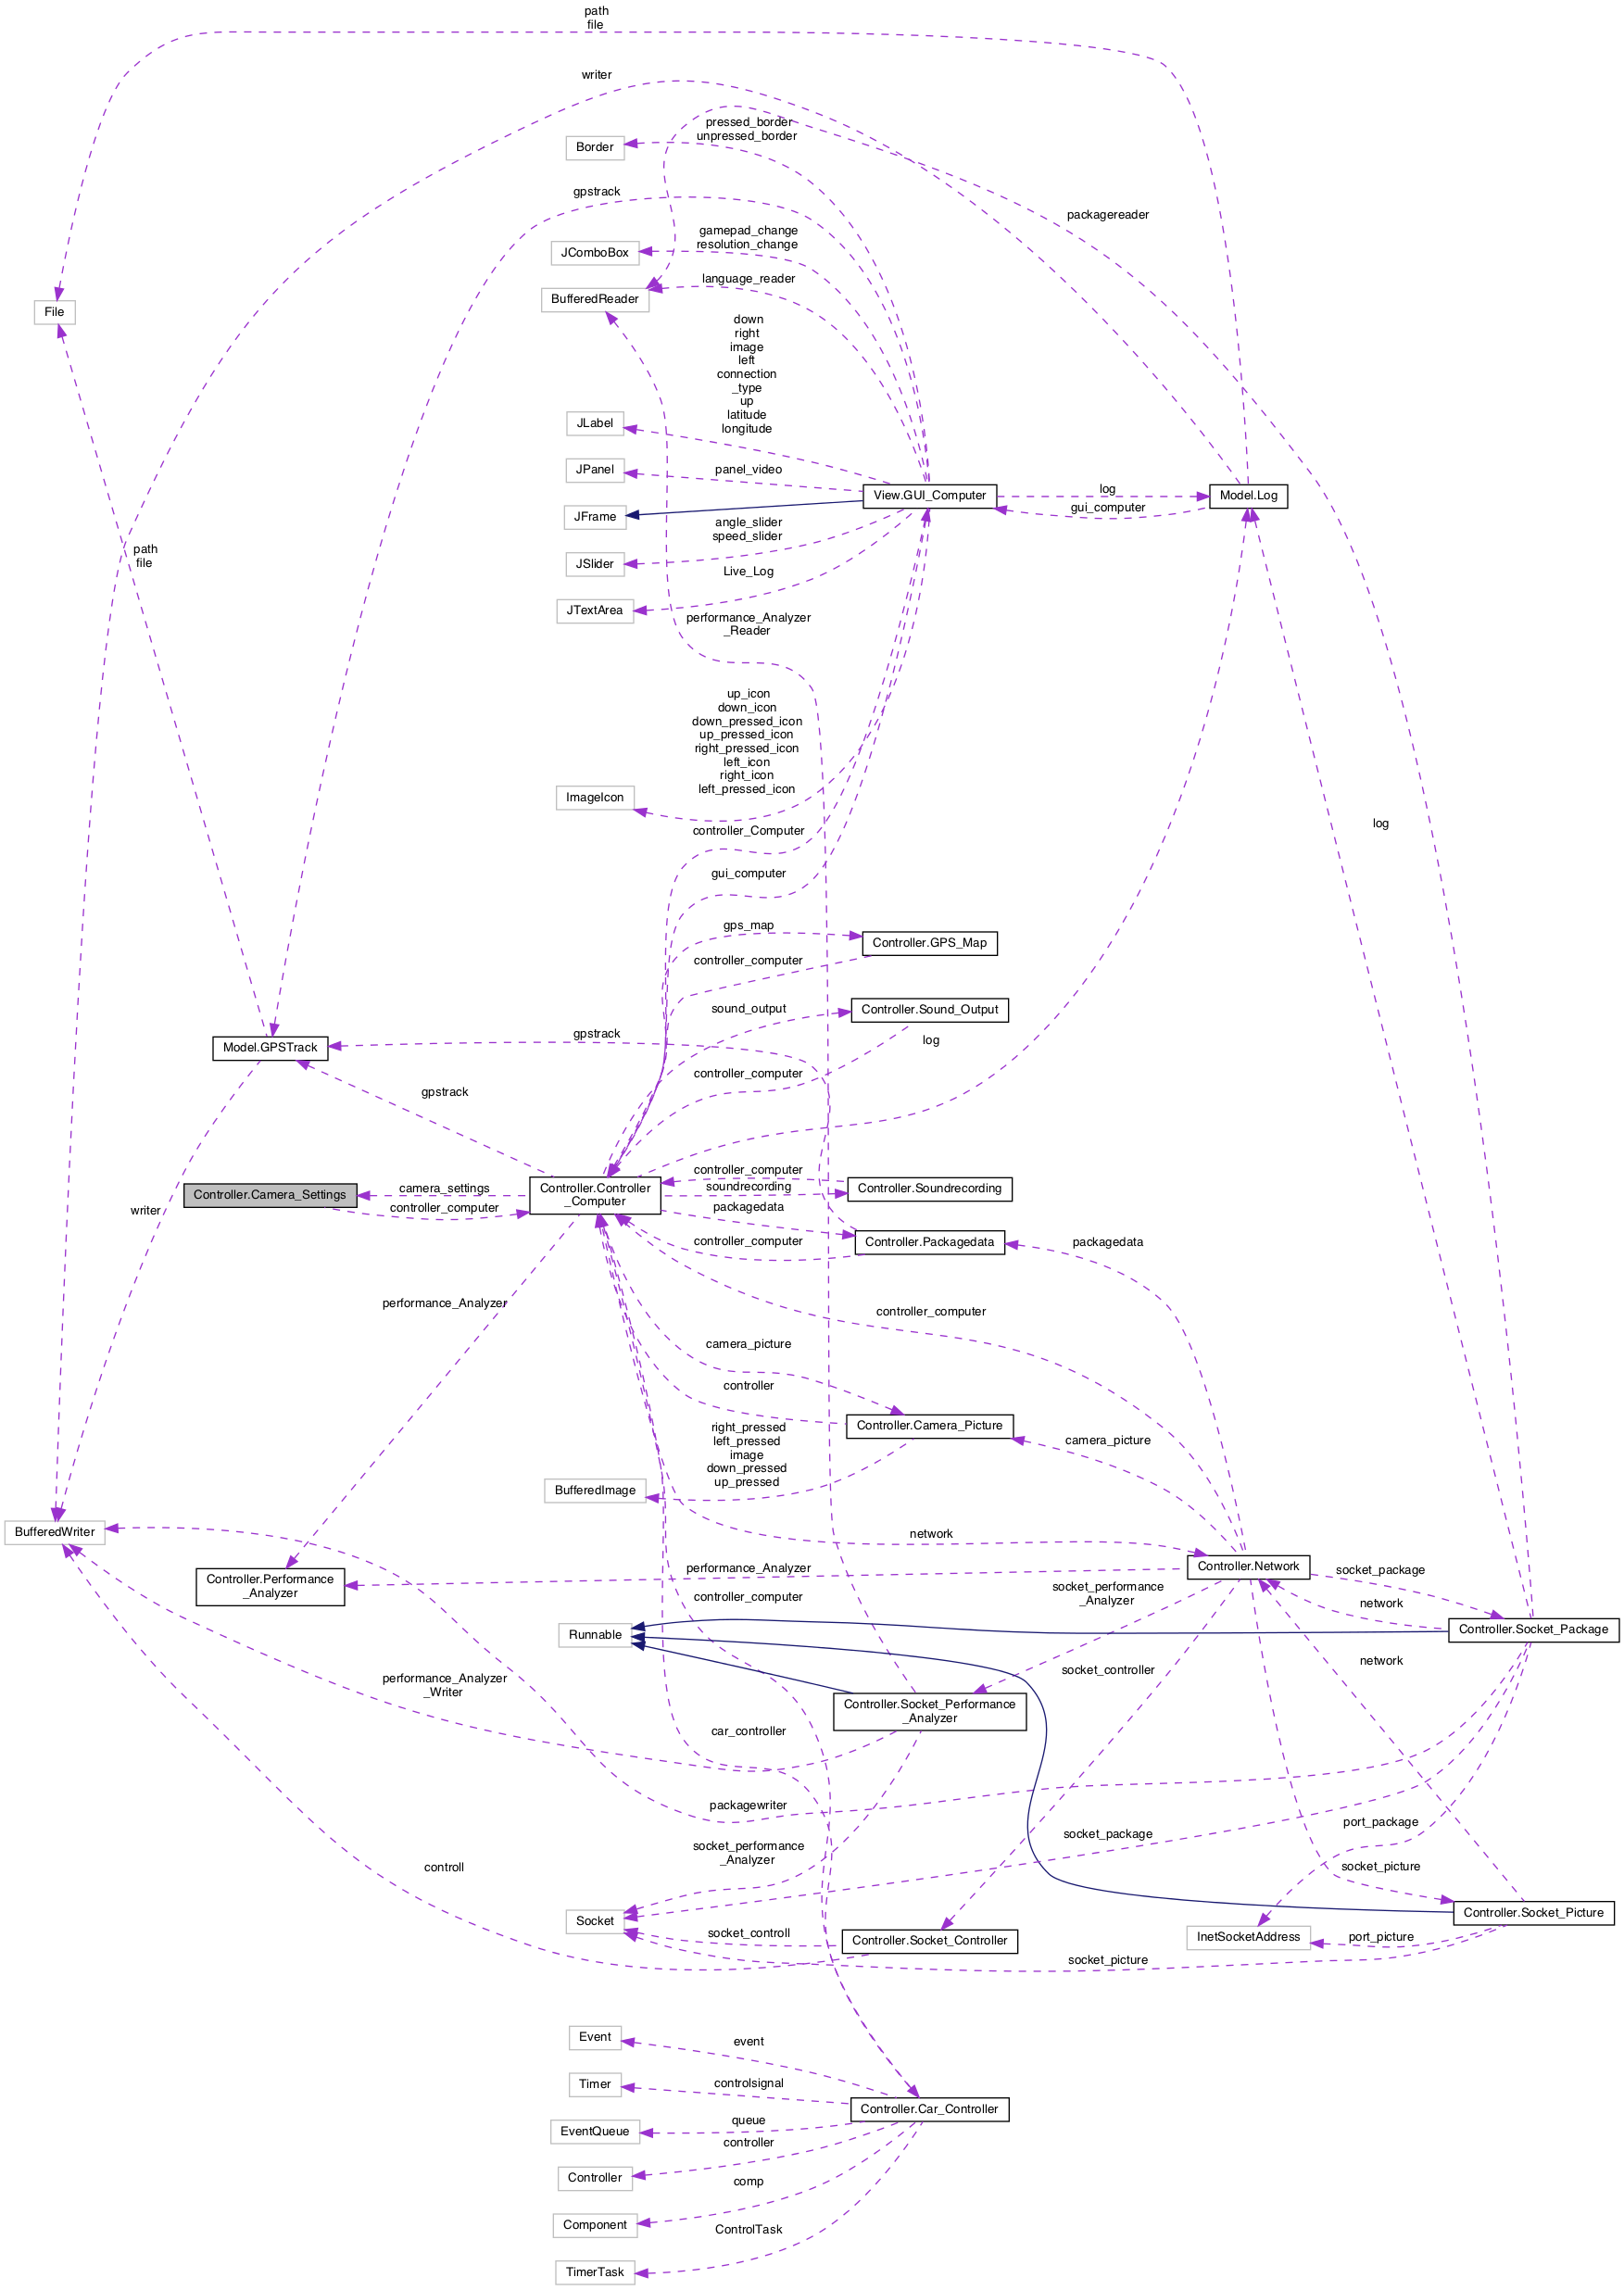 path
file
writer
pressed_border
unpressed_border
Border
gpstrack
packagereader
gamepad_change
resolution_change
JComboBox
language_reader
BufferedReader
File
down
right
image
left
connection
_type
up
latitude
longitude
JLabel
panel_video
JPanel
View.GUI_Computer
log
Model.Log
gui_computer
JFrame
angle_slider
speed_slider
JSlider
path
file
Live_Log
JTextArea
performance_Analyzer
_Reader
up_icon
down_icon
down_pressed_icon
up_pressed_icon
right_pressed_icon
left_icon
right_icon
left_pressed_icon
ImageIcon
log
controller_Computer
gui_computer
gps_map
Controller.GPS_Map
controller_computer
sound_output
Controller.Sound_Output
gpstrack
log
Model.GPSTrack
controller_computer
gpstrack
controller_computer
Controller.Camera_Settings
camera_settings
Controller.Controller
_Computer
soundrecording
Controller.Soundrecording
controller_computer
packagedata
writer
controller_computer
Controller.Packagedata
packagedata
performance_Analyzer
controller_computer
camera_picture
controller
Controller.Camera_Picture
right_pressed
left_pressed
image
down_pressed
up_pressed
camera_picture
BufferedImage
BufferedWriter
network
Controller.Network
performance_Analyzer
socket_package
Controller.Performance
_Analyzer
socket_performance
_Analyzer
controller_computer
network
Runnable
Controller.Socket_Package
socket_controller
network
performance_Analyzer
_Writer
Controller.Socket_Performance
_Analyzer
car_controller
packagewriter
port_package
socket_package
socket_performance
_Analyzer
controll
socket_picture
Socket
Controller.Socket_Picture
socket_controll
Controller.Socket_Controller
InetSocketAddress
port_picture
socket_picture
Event
event
Timer
controlsignal
Controller.Car_Controller
EventQueue
queue
controller
Controller
comp
Component
ControlTask
TimerTask